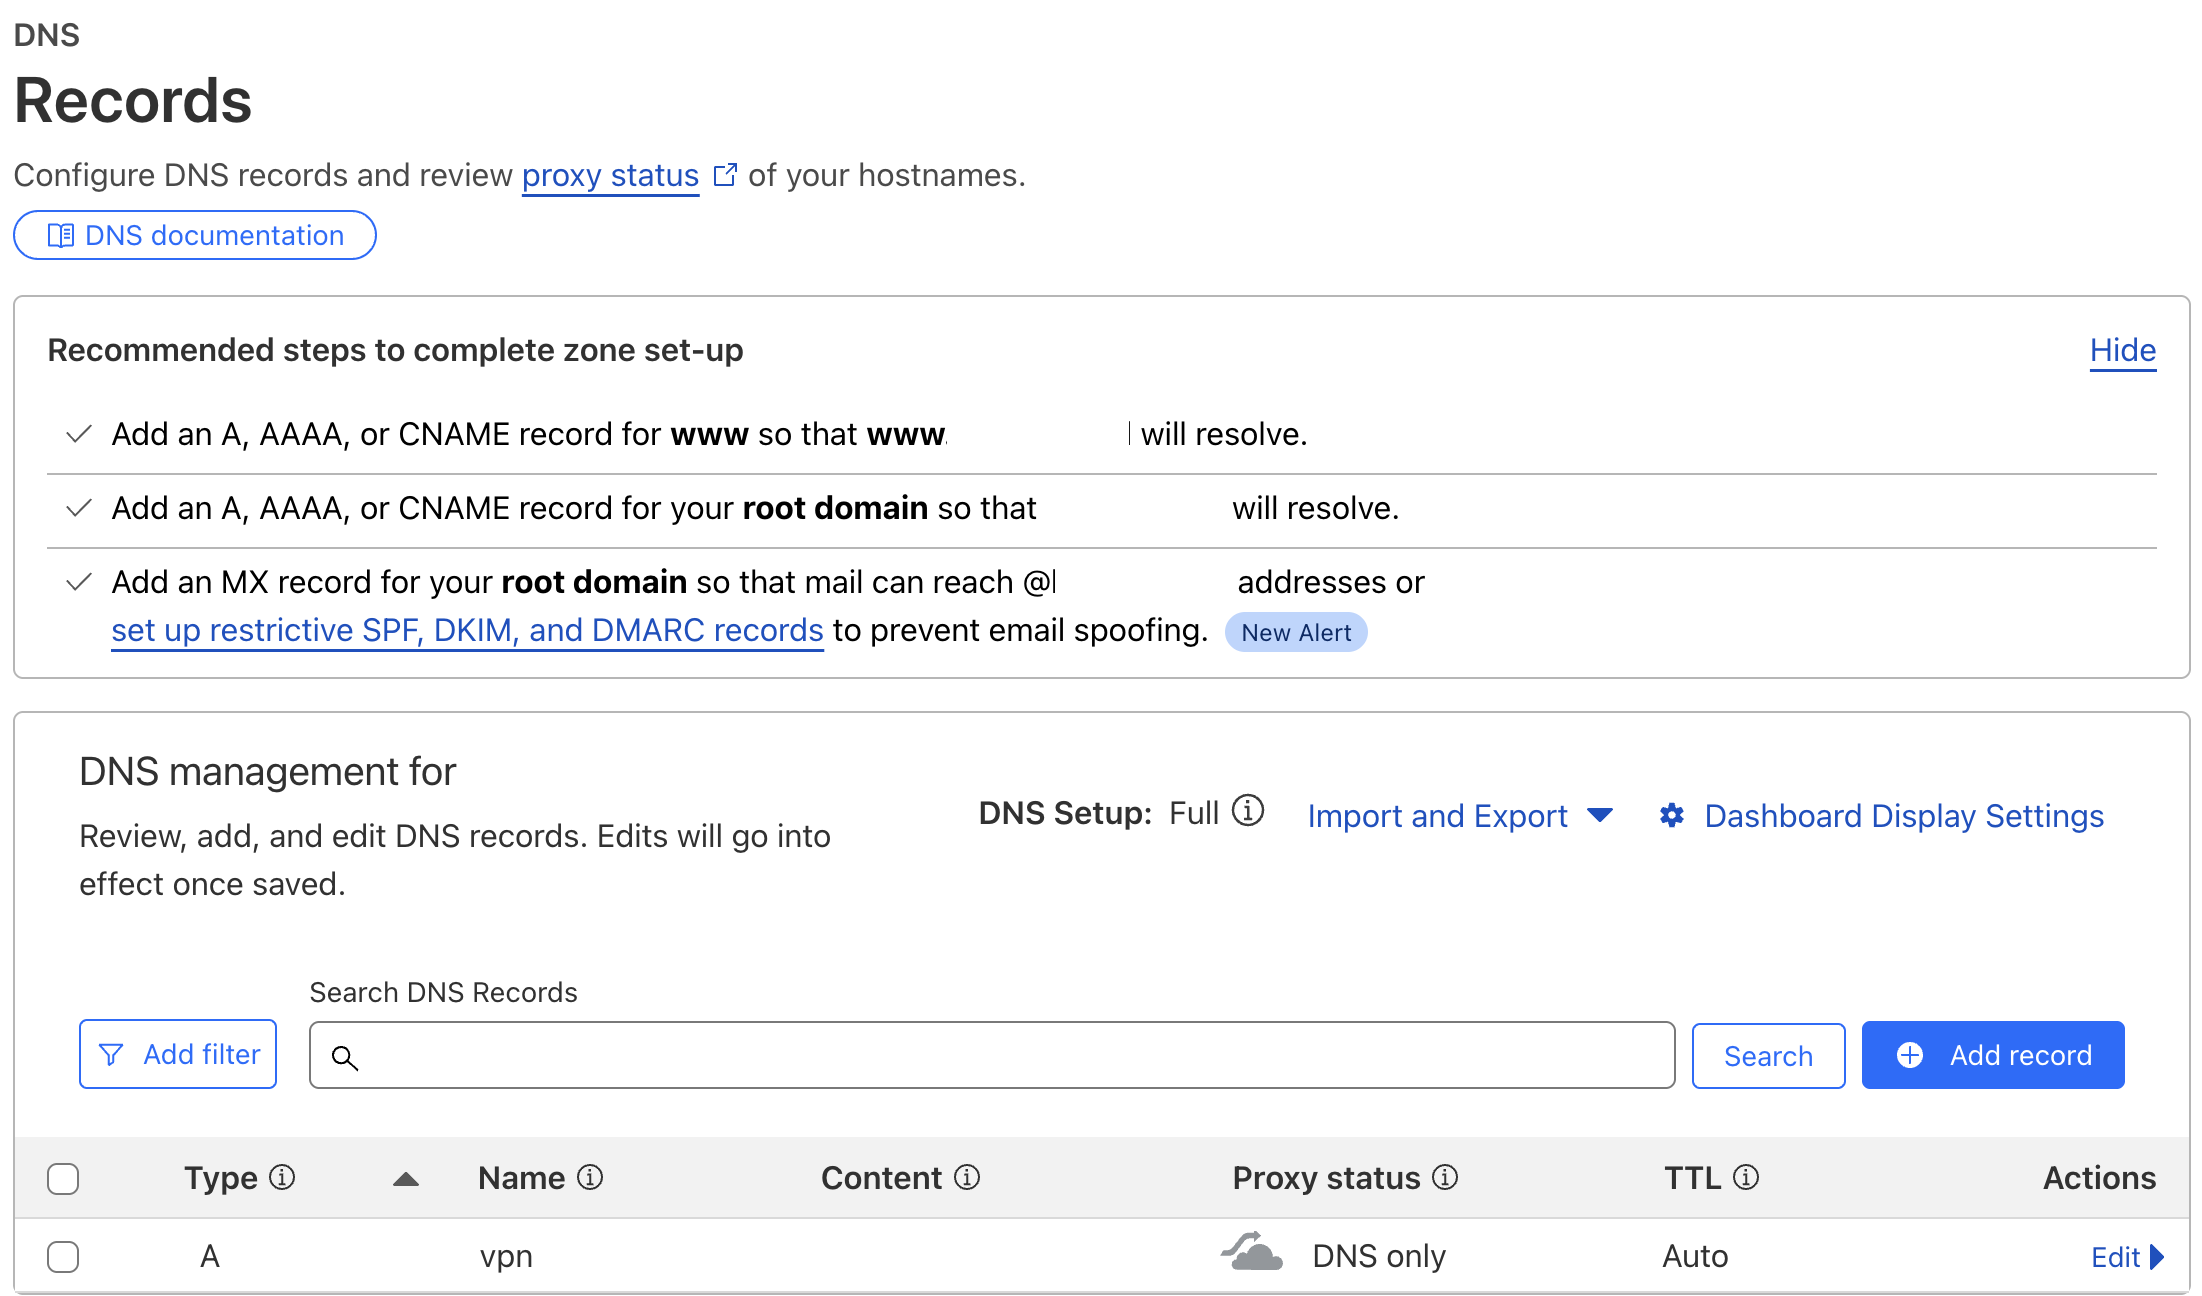 DNS
Records
Configure DNS records and review proxy status of your hostnames.
DNS documentation
Recommended steps to complete zone set-up
Hide
Add an A, AAAA, or CNAME record for www so that www. will resolve.
Add an A, AAAA, or CNAME record for your root domain so that will resolve.
Add an MX record for your root domain so that mail can reach @ addresses or
set up restrictive SPF, DKIM, and DMARC records to prevent email spoofing. New Alert
DNS management for
Review, add, and edit DNS records. Edits will go into
effect once saved.
DNS Setup: Full
Import and Export
Dashboard Display Settings
Search DNS Records
Add filter
Search
Add record
Type Name Content Proxy status TTL Actions
A vpn DNS only Auto Edit